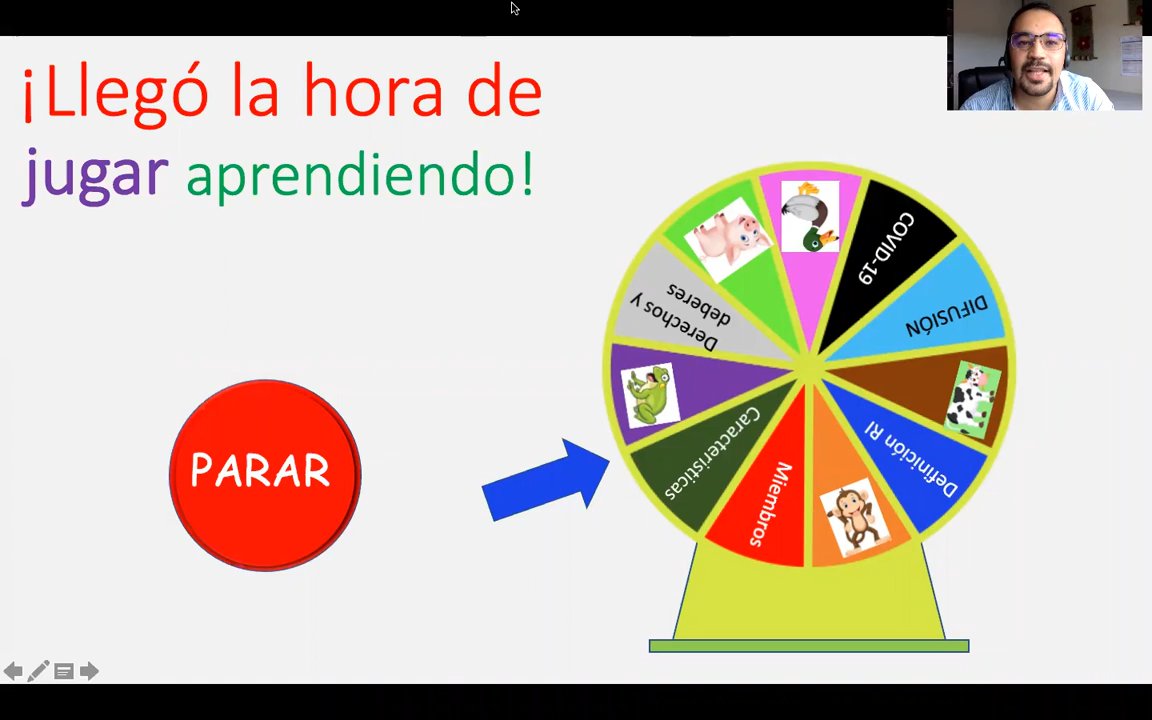 ¡Llegó la hora de
jugar aprendiendo!
COVID-19
DIFUSIÓN
Derechos y
deberes
Definición RI
Características
Miembros
PARAR